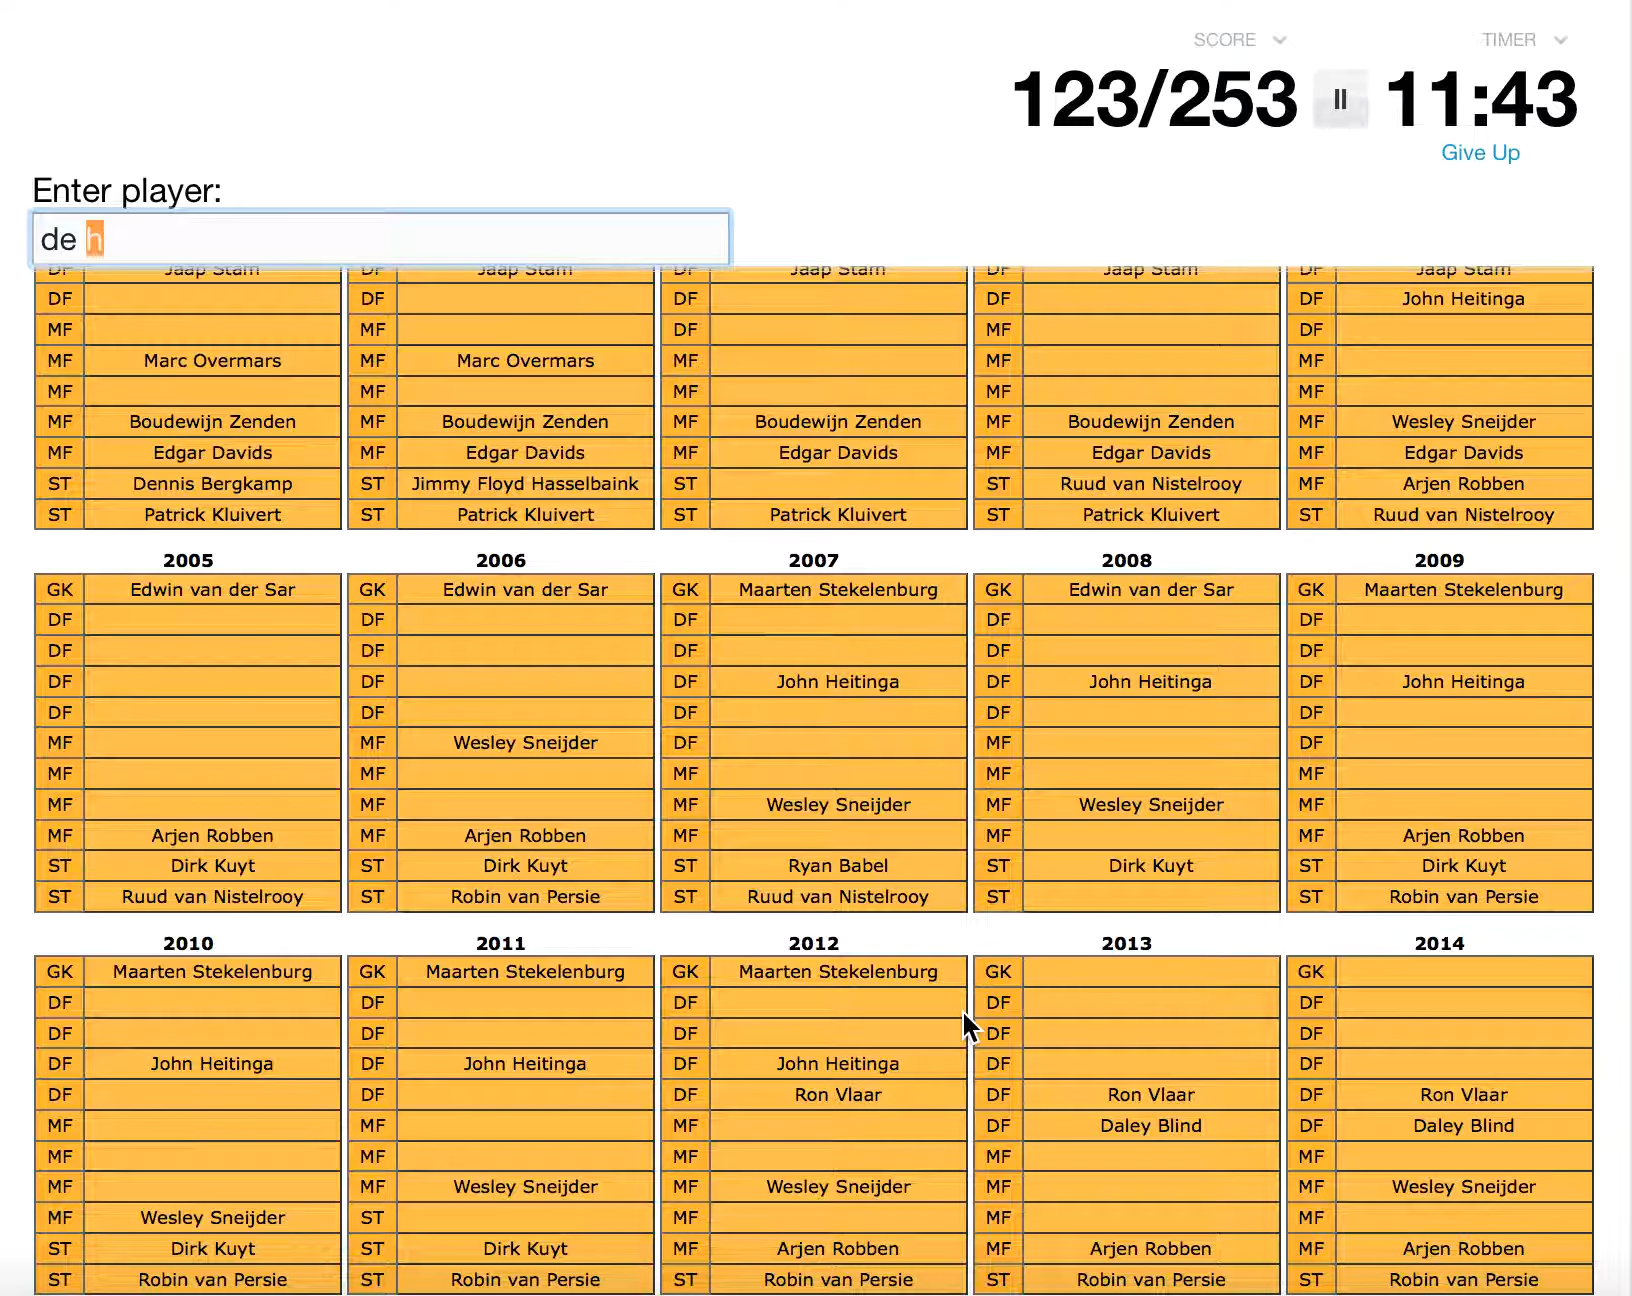 SCORE TIMER
123/253 11:43
Give Up
Enter player:
de h
DF Jaap Stam DF Jaap Stam DF Jaap Stam DF Jaap Stam DF Jaap Stam
DF DF DF DF DF John Heitinga
MF MF DF MF DF
MF Marc Overmars MF Marc Overmars MF MF MF
MF MF MF MF MF
MF Boudewijn Zenden MF Boudewijn Zenden MF Boudewijn Zenden MF Boudewijn Zenden MF Wesley Sneijder
MF Edgar Davids MF Edgar Davids MF Edgar Davids MF Edgar Davids MF Edgar Davids
ST Dennis Bergkamp ST Jimmy Floyd Hasselbaink ST ST Ruud van Nistelrooy MF Arjen Robben
ST Patrick Kluivert ST Patrick Kluivert ST Patrick Kluivert ST Patrick Kluivert ST Ruud van Nistelrooy
2005 2006 2007 2008 2009
GK Edwin van der Sar GK Edwin van der Sar GK Maarten Stekelenburg GK Edwin van der Sar GK Maarten Stekelenburg
DF DF DF DF DF
DF DF DF DF DF
DF DF DF John Heitinga DF John Heitinga DF John Heitinga
DF DF DF DF DF
MF MF Wesley Sneijder DF MF DF
MF MF MF MF MF
MF MF MF Wesley Sneijder MF Wesley Sneijder MF
MF Arjen Robben MF Arjen Robben MF MF MF Arjen Robben
ST Dirk Kuyt ST Dirk Kuyt ST Ryan Babel ST Dirk Kuyt ST Dirk Kuyt
ST Ruud van Nistelrooy ST Robin van Persie ST Ruud van Nistelrooy ST ST Robin van Persie
2010 2011 2012 2013 2014
GK Maarten Stekelenburg GK Maarten Stekelenburg GK Maarten Stekelenburg GK GK
DF DF DF DF DF
DF DF DF DF DF
DF John Heitinga DF John Heitinga DF John Heitinga DF DF
DF DF DF Ron Vlaar DF Ron Vlaar DF Ron Vlaar
MF MF MF DF Daley Blind DF Daley Blind
MF MF MF MF MF
MF MF Wesley Sneijder MF Wesley Sneijder MF MF Wesley Sneijder
MF Wesley Sneijder ST MF MF MF
ST Dirk Kuyt ST Dirk Kuyt MF Arjen Robben MF Arjen Robben MF Arjen Robben
ST Robin van Persie ST Robin van Persie ST Robin van Persie MF Robin van Persie ST Robin van Persie